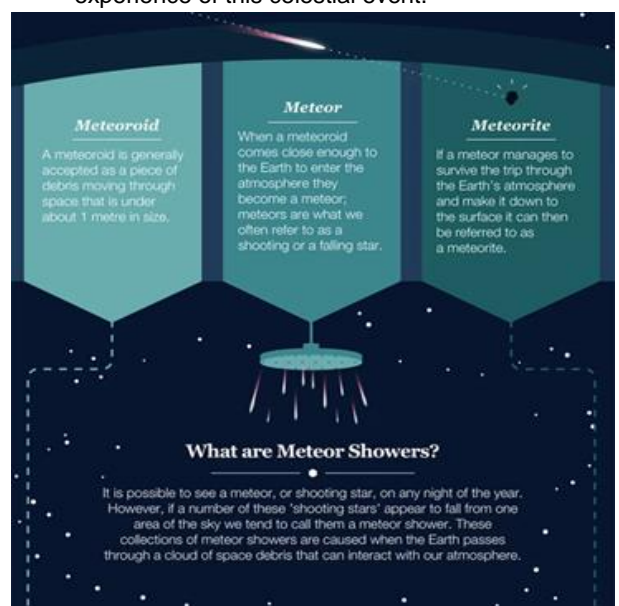 experience of this celestial event.
Meteoroid
A meteoroid is generally
accepted as a piece of
debris moving through
space that is under
about 1 metre in size.
Meteor
When a meteoroid
comes close enough to
the Earth to enter the
atmosphere they
become a meteor;
meteors are what we
often refer to as a
shooting or a falling star.
Meteorite
If a meteor manages to
survive the trip through
the Earth's atmosphere
and make it down to
the surface it can then
be referred to as
a meteorite.
What are Meteor Showers?
It is possible to see a meteor, or shooting star, on any night of the year.
However, if a number of these 'shooting stars' appear to fall from one
area of the sky we tend to call them a meteor shower. These
collections of meteor showers are caused when the Earth passes
through a cloud of space debris that can interact with our atmosphere.